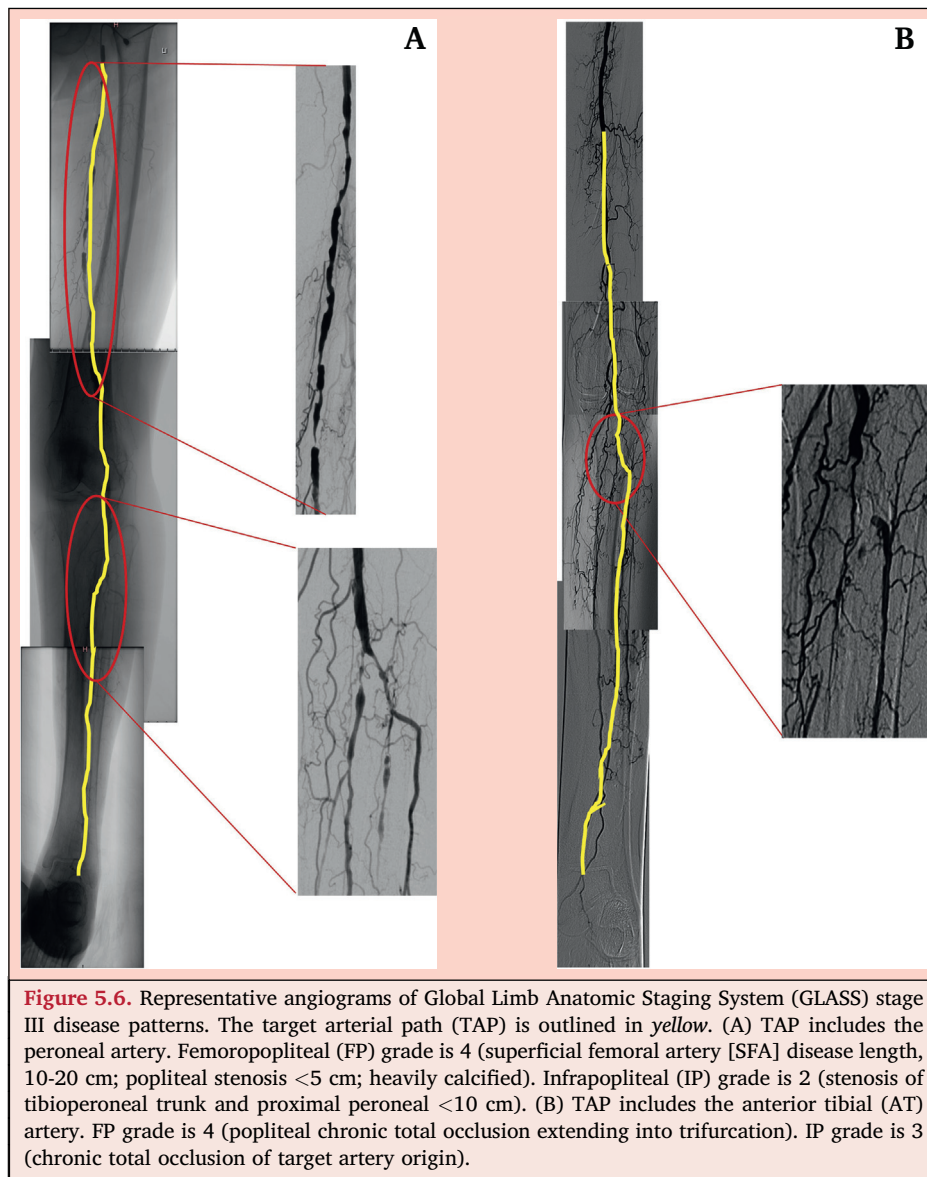 A
B
Figure 5.6. Representative angiograms of Global Limb Anatomic Staging System (GLASS) stage
III disease patterns. The target arterial path (TAP) is outlined in yellow. (A) TAP includes the
peroneal artery. Femoropopliteal (FP) grade is 4 (superficial femoral artery [SFA] disease length,
10-20 cm; popliteal stenosis <5 cm; heavily calcified). Infrapopliteal (IP) grade is 2 (stenosis of
tibioperoneal trunk and proximal peroneal <10 cm). (B) TAP includes the anterior tibial (AT)
artery. FP grade is 4 (popliteal chronic total occlusion extending into trifurcation). IP grade is 3
(chronic total occlusion of target artery origin).